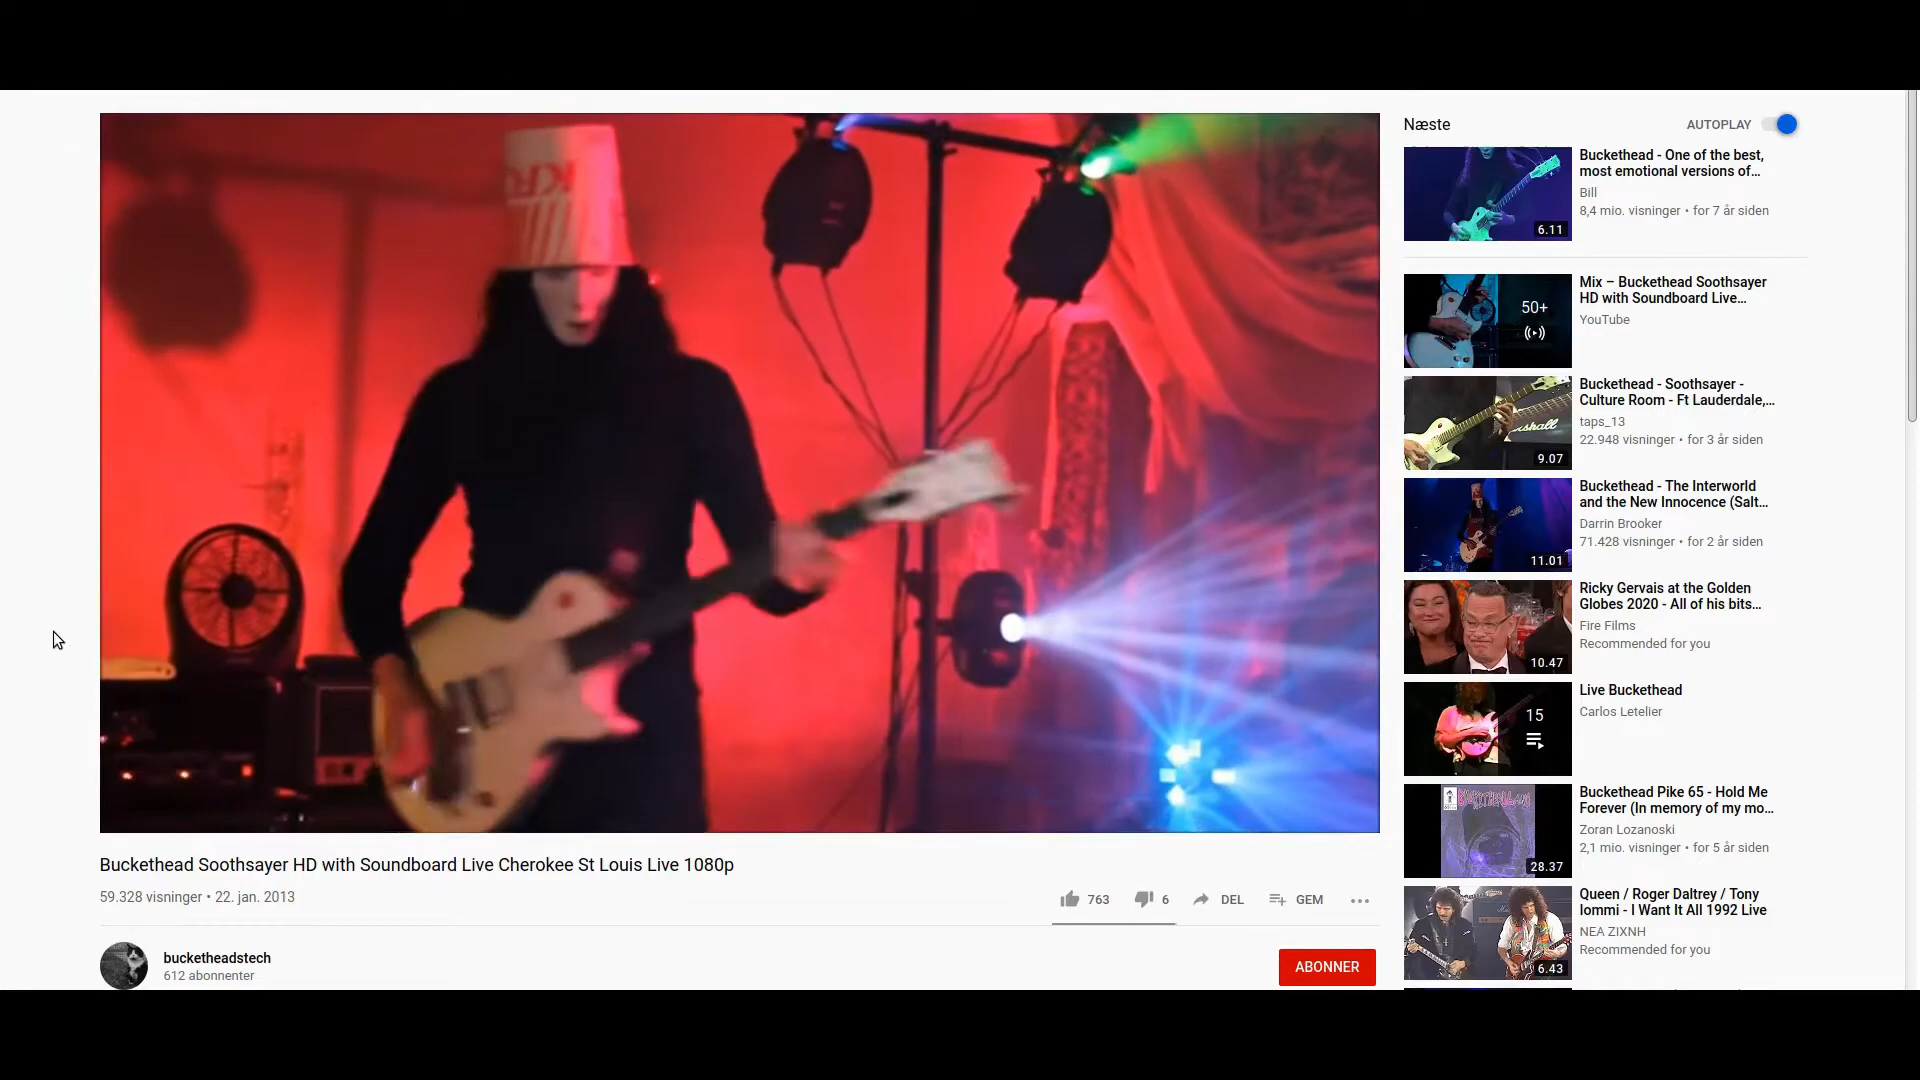 Buckethead Soothsayer HD with Soundboard Live Cherokee St Louis Live 1080p
59.328 visninger • 22. jan. 2013
763
6
DEL
GEM
bucketheadstech
612 abonnenter
ABONNER
Næste
AUTOPLAY
Buckethead - One of the best,
most emotional versions of…
Bill
8,4 mio. visninger • for 7 år siden
6.11
Mix – Buckethead Soothsayer
HD with Soundboard Live…
YouTube
50+
Buckethead - Soothsayer -
Culture Room - Ft Lauderdale,…
taps_13
22.948 visninger • for 3 år siden
9.07
Buckethead - The Interworld
and the New Innocence (Salt…
Darrin Brooker
71.428 visninger • for 2 år siden
11.01
Ricky Gervais at the Golden
Globes 2020 - All of his bits…
Fire Films
Recommended for you
10.47
Live Buckethead
Carlos Letelier
15
Buckethead Pike 65 - Hold Me
Forever (In memory of my mo…
Zoran Lozanoski
2,1 mio. visninger • for 5 år siden
28.37
Queen / Roger Daltrey / Tony
Iommi - I Want It All 1992 Live
NEA ZIXNH
Recommended for you
6.43